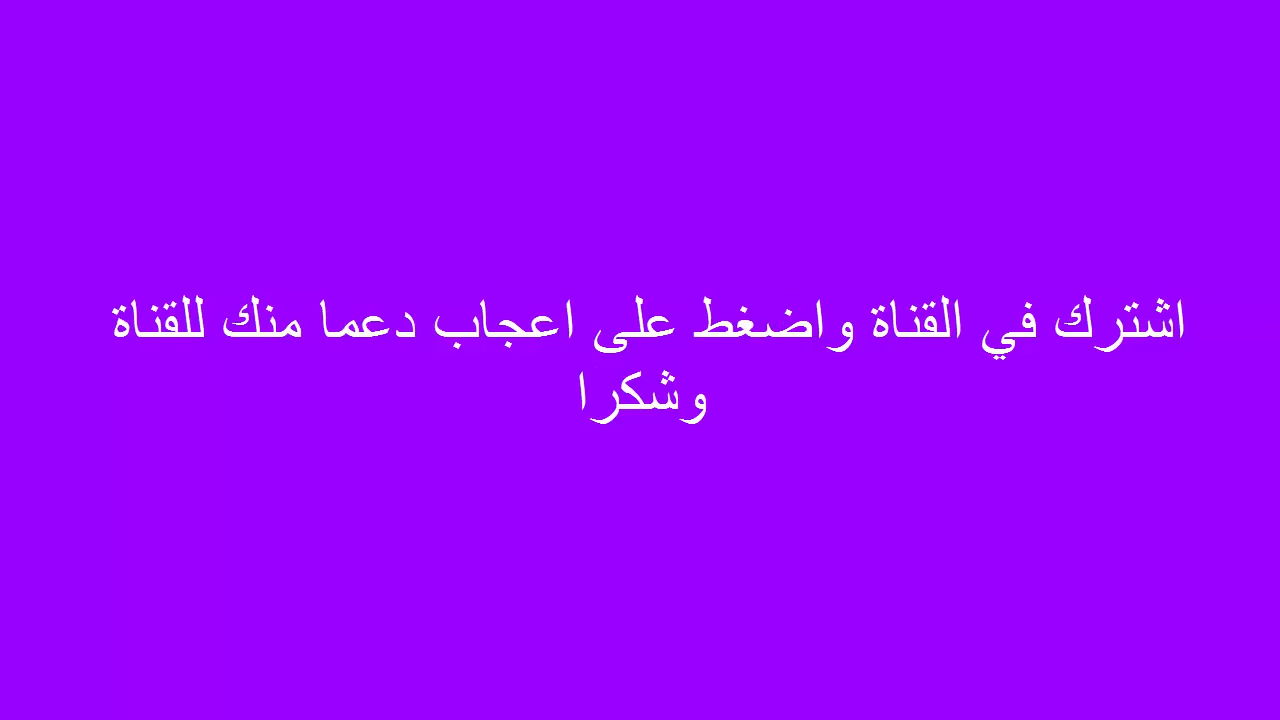 اشترك في القناة واضغط على اعجاب دعما منك للقناة
وشكرا